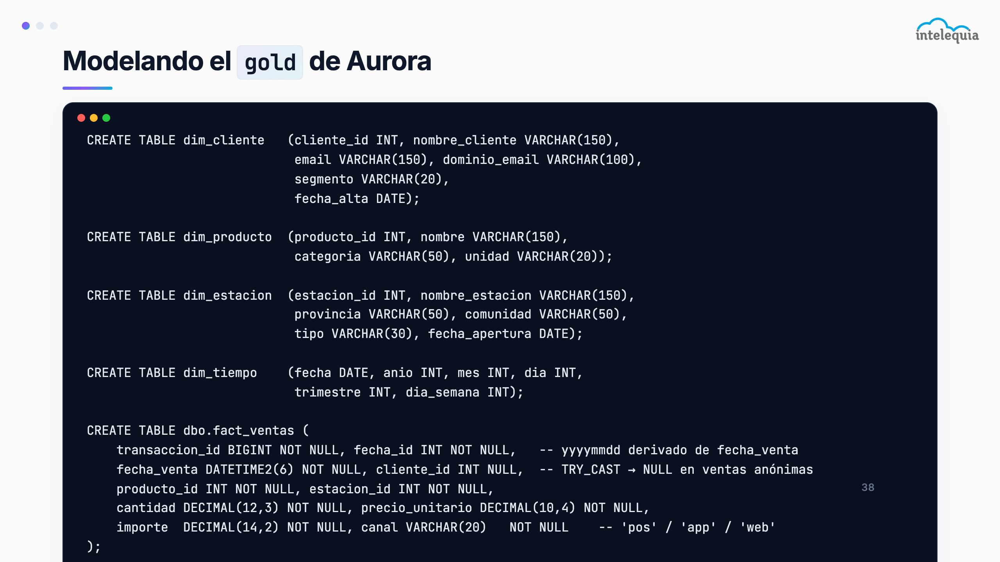 intelequia
Modelando el gold de Aurora
CREATE TABLE dim_cliente   (cliente_id INT, nombre_cliente VARCHAR(150),
                            email VARCHAR(150), dominio_email VARCHAR(100),
                            segmento VARCHAR(20),
                            fecha_alta DATE);
CREATE TABLE dim_producto  (producto_id INT, nombre VARCHAR(150),
                            categoria VARCHAR(50), unidad VARCHAR(20));
CREATE TABLE dim_estacion  (estacion_id INT, nombre_estacion VARCHAR(150),
                            provincia VARCHAR(50), comunidad VARCHAR(50),
                            tipo VARCHAR(30), fecha_apertura DATE);
CREATE TABLE dim_tiempo    (fecha DATE, anio INT, mes INT, dia INT,
                            trimestre INT, dia_semana INT);
CREATE TABLE dbo.fact_ventas (
    transaccion_id BIGINT NOT NULL, fecha_id INT NOT NULL,   -- yyyymmdd derivado de fecha_venta
    fecha_venta DATETIME2(6) NOT NULL, cliente_id INT NULL,  -- TRY_CAST → NULL en ventas anónimas
    producto_id INT NOT NULL, estacion_id INT NOT NULL,
    cantidad DECIMAL(12,3) NOT NULL, precio_unitario DECIMAL(10,4) NOT NULL,
    importe  DECIMAL(14,2) NOT NULL, canal VARCHAR(20)   NOT NULL    -- 'pos' / 'app' / 'web'
);
38